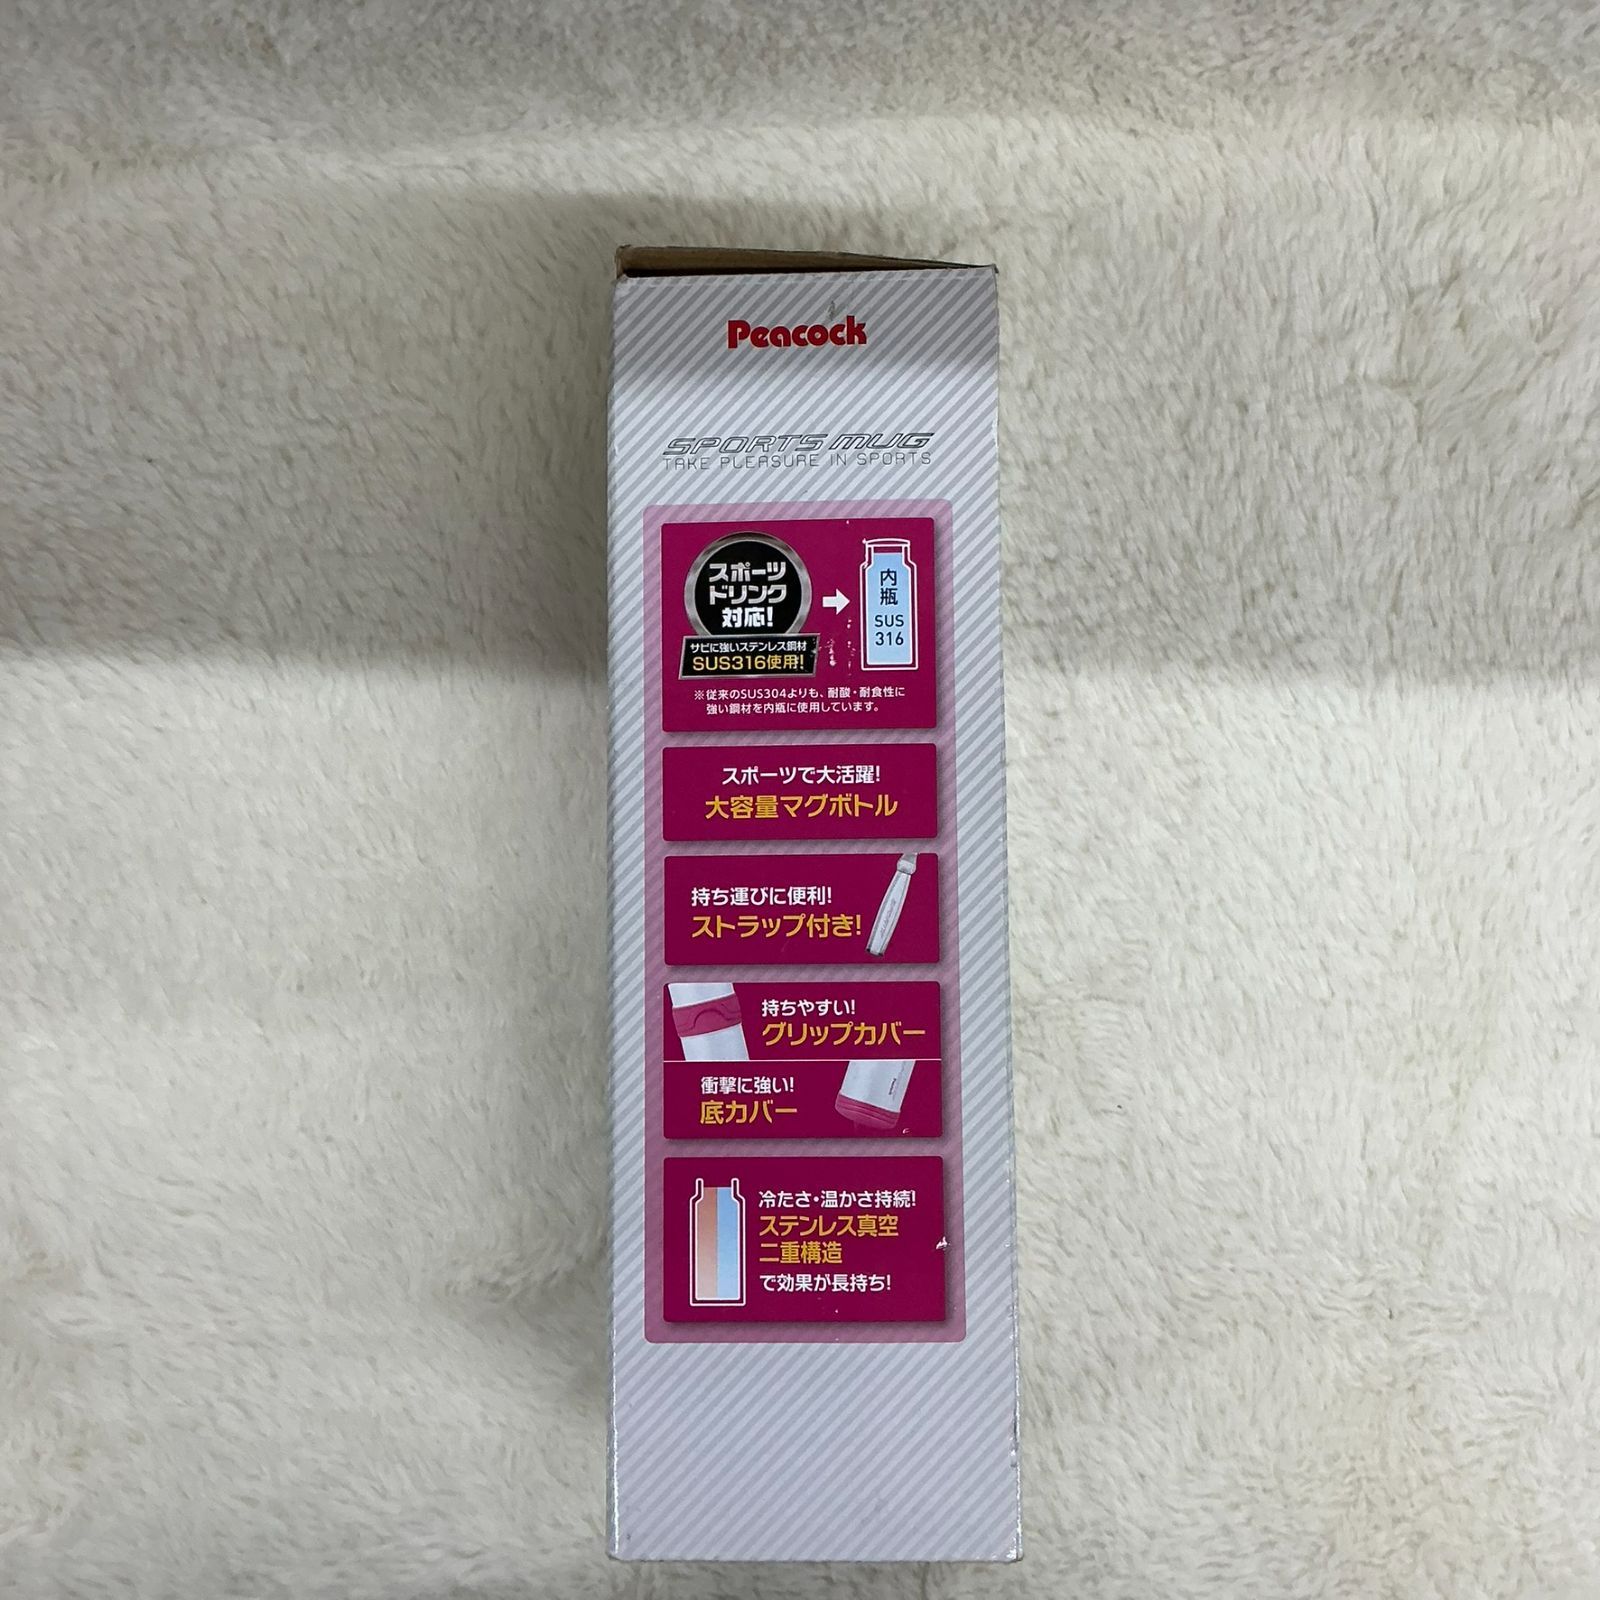 Peacock
SPORTS MUG
TAKE PLEASURE IN SPORTS
スポーツ
ドリンク
対応!
サビに強いステンレス鋼材
SUS316使用!
内
瓶
SUS
316
※従来のSUS304よりも、耐酸・耐食性に
強い鋼材を内瓶に使用しています。
スポーツで大活躍!
大容量マグボトル
持ち運びに便利!
ストラップ付き!
持ちやすい!
グリップカバー
衝撃に強い!
底カバー
冷たさ・温かさ持続!
ステンレス真空
二重構造
で効果が長持ち!